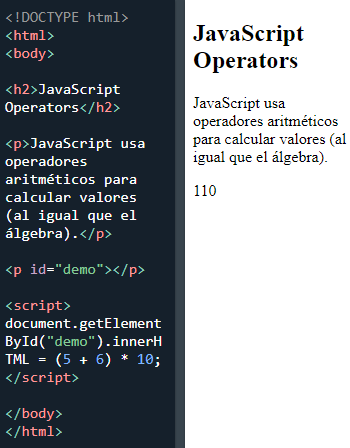 <!DOCTYPE html>
<html>
<body>
<h2>JavaScript
Operators</h2>
<p>JavaScript usa
operadores
aritméticos para
calcular valores
(al igual que el
álgebra).</p>
<p id="demo"></p>
<script>
document.getElement
ById("demo").innerH
TML = (5 + 6) * 10;
</script>
</body>
</html>
JavaScript
Operators
JavaScript usa
operadores aritméticos
para calcular valores (al
igual que el álgebra).
110